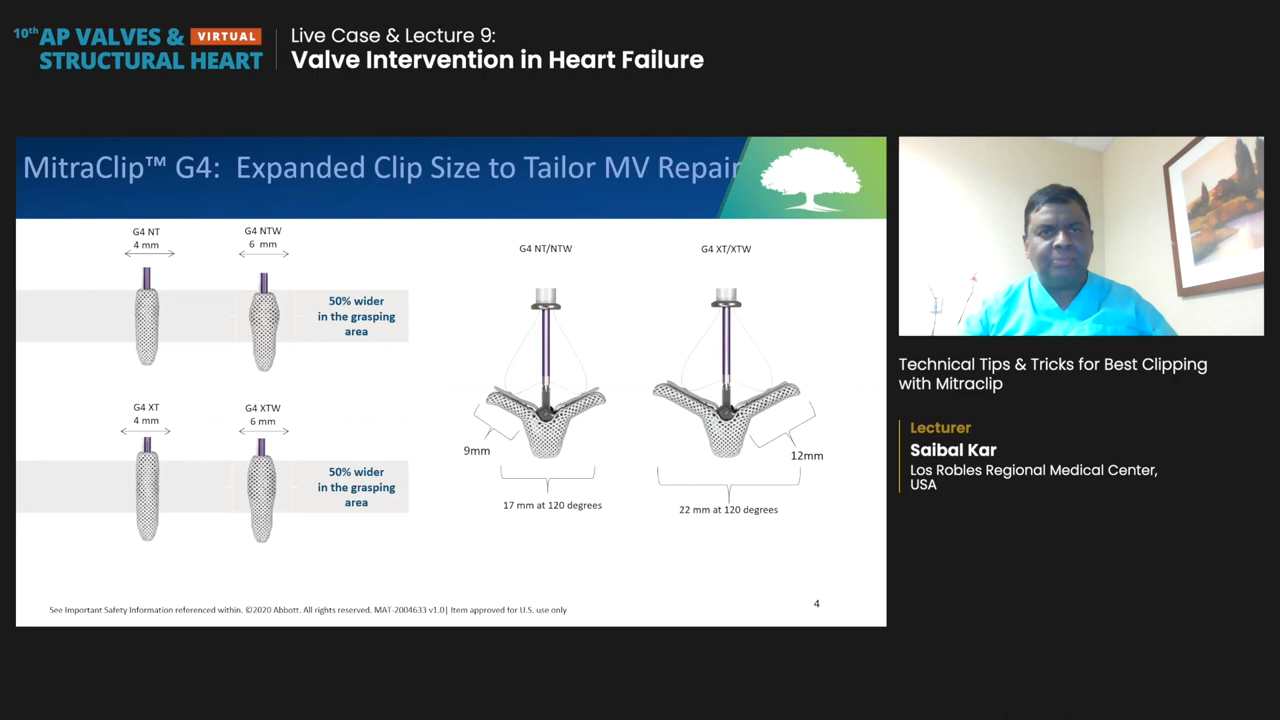 10th AP VALVES & VIRTUAL
STRUCTURAL HEART
Live Case & Lecture 9:
Valve Intervention in Heart Failure
MitraClip™ G4: Expanded Clip Size to Tailor MV Repair
G4 NT
4 mm
G4 NTW
6 mm
50% wider
in the grasping
area
G4 XT
4 mm
G4 XTW
6 mm
50% wider
in the grasping
area
G4 NT/NTW
9mm
17 mm at 120 degrees
G4 XT/XTW
12mm
22 mm at 120 degrees
See Important Safety Information referenced within. ©2020 Abbott. All rights reserved. MAT-2004633 v1.0| Item approved for U.S. use only
4
Technical Tips & Tricks for Best Clipping
with Mitraclip
Lecturer
Saibal Kar
Los Robles Regional Medical Center,
USA